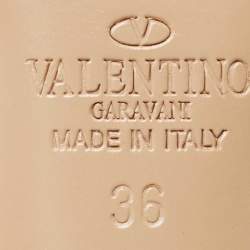 VALENTINO
GARAVANI
MADE IN ITALY
36